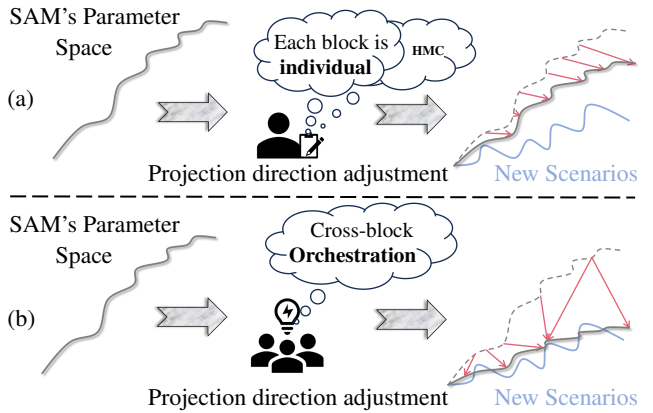 SAM's Parameter
Space
Each block is
individual
HMC
(a)
Projection direction adjustment
New Scenarios
SAM's Parameter
Space
Cross-block
Orchestration
(b)
Projection direction adjustment
New Scenarios